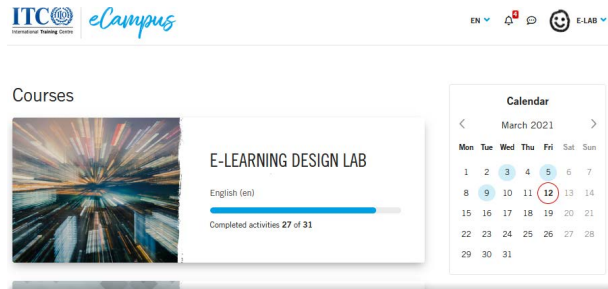 ITC
International Training Centre
eCampus
EN
4
E-LAB
Courses
E-LEARNING DESIGN LAB
English (en)
Completed activities 27 of 31
Calendar
March 2021
Mon Tue Wed Thu Fri Sat Sun
1 2 3 4 5 6 7
8 9 10 11 12 13 14
15 16 17 18 19 20 21
22 23 24 25 26 27 28
29 30 31